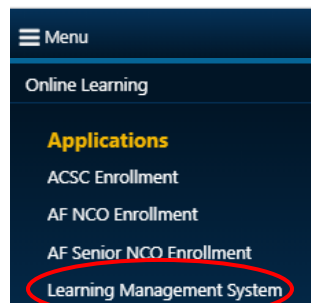 Menu
Online Learning
Applications
ACSC Enrollment
AF NCO Enrollment
AF Senior NCO Enrollment
Learning Management System